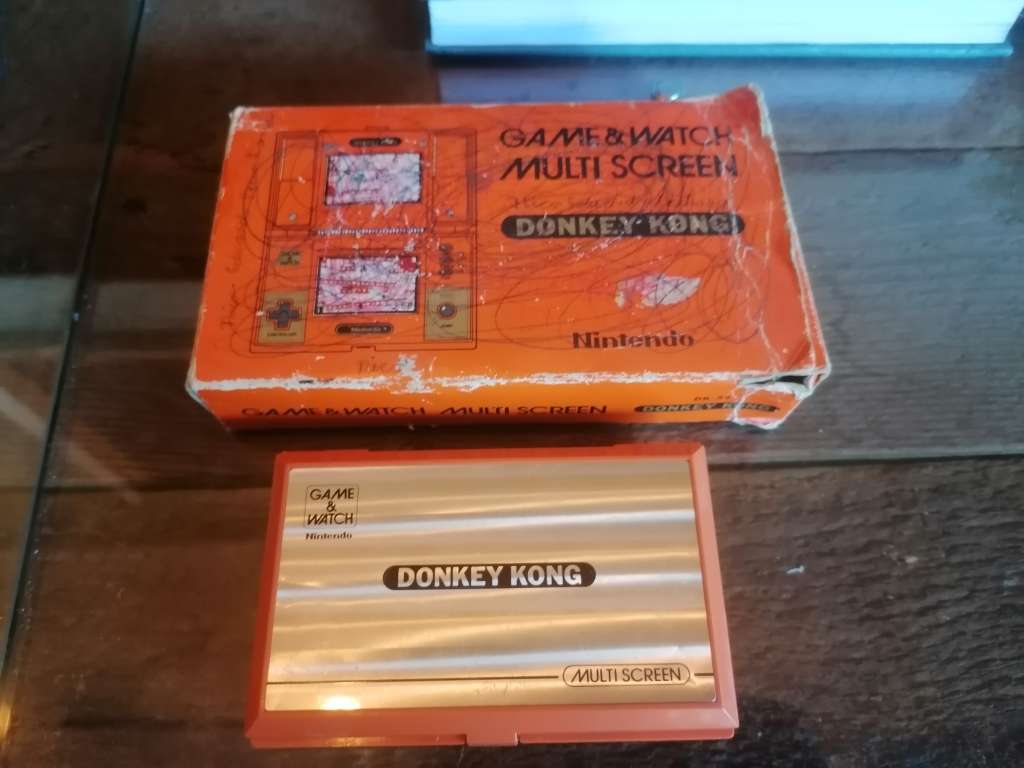 GAME & WATCH
MULTI SCREEN
DONKEY KONG
Nintendo
Nintendo
GAME & WATCH MULTI SCREEN
DONKEY KONG
GAME
&
WATCH
Nintendo
DONKEY KONG
MULTI SCREEN